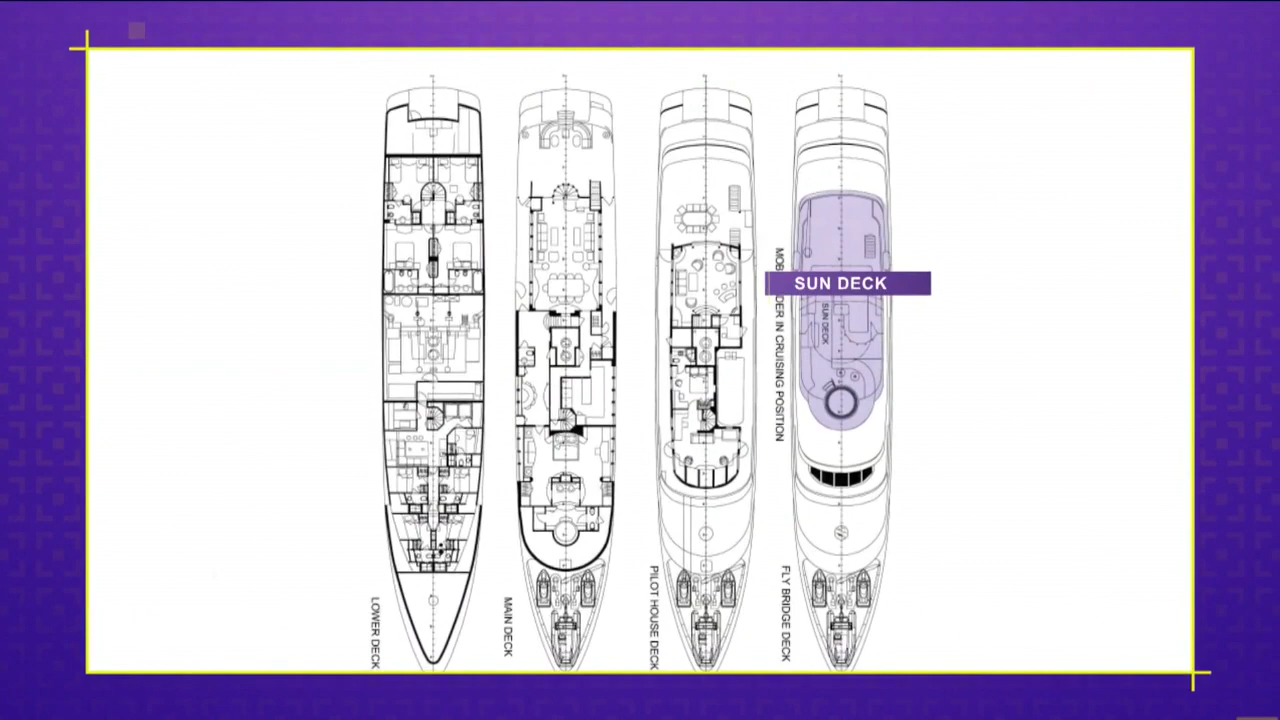 LOWER DECK
MAIN DECK
PILOT HOUSE DECK
MOB DER IN CRUISING POSITION
SUN DECK
SUN DECK
FLY BRIDGE DECK